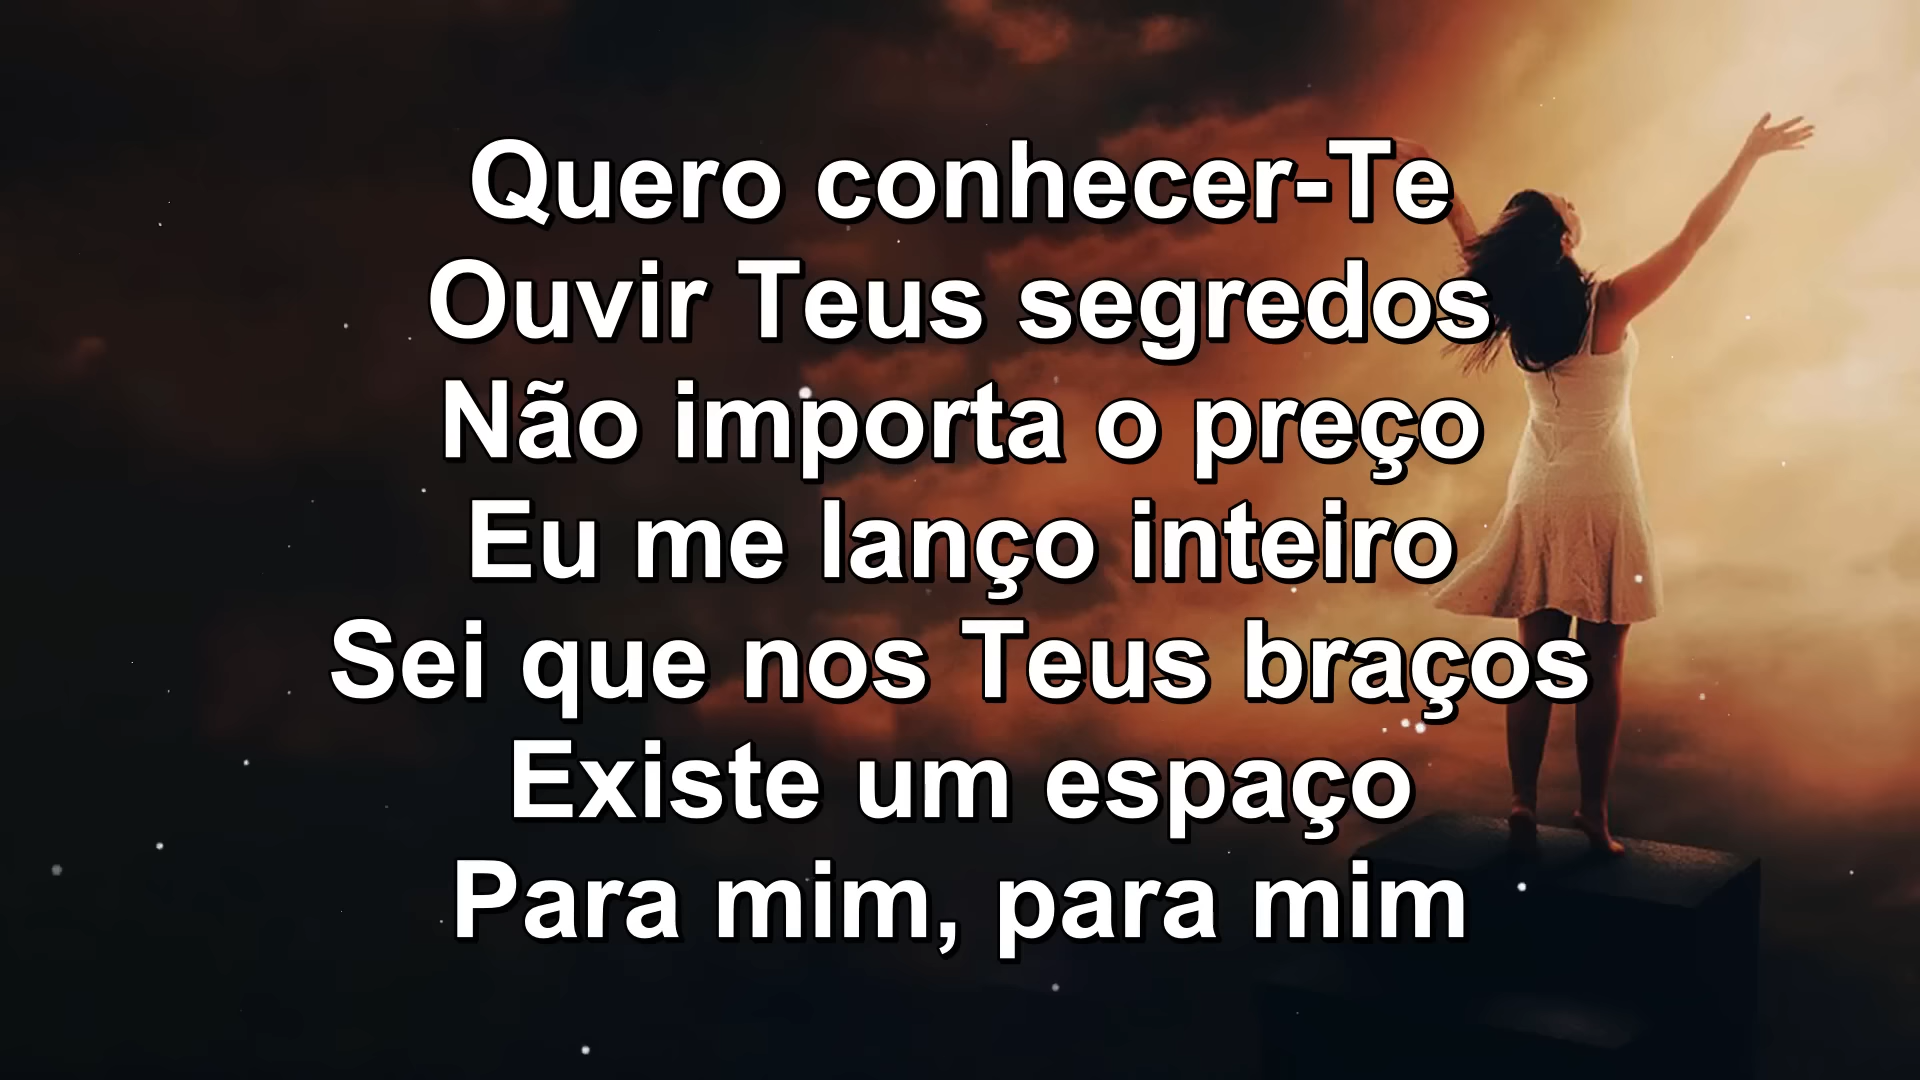 Quero conhecer-Te
Ouvir Teus segredos
Não importa o preço
Eu me lanço inteiro
Sei que nos Teus braços
Existe um espaço
Para mim, para mim